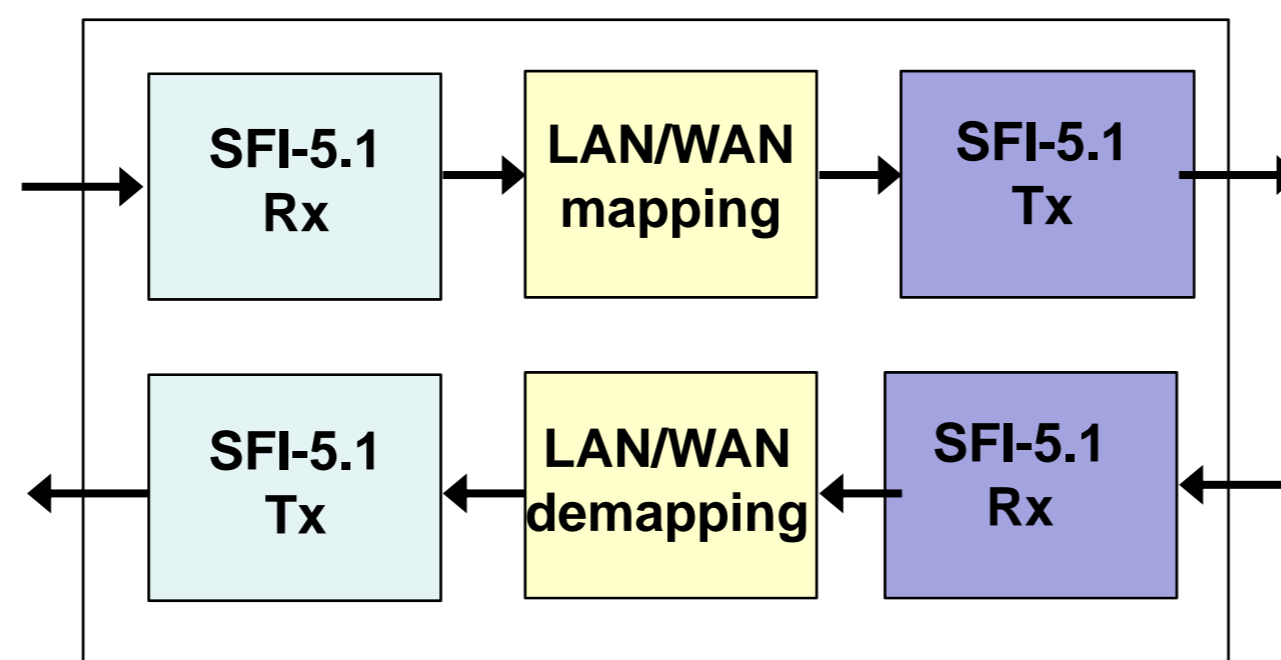 SFI-5.1
Rx
LAN/WAN
mapping
SFI-5.1
Tx
SFI-5.1
Tx
LAN/WAN
demapping
SFI-5.1
Rx